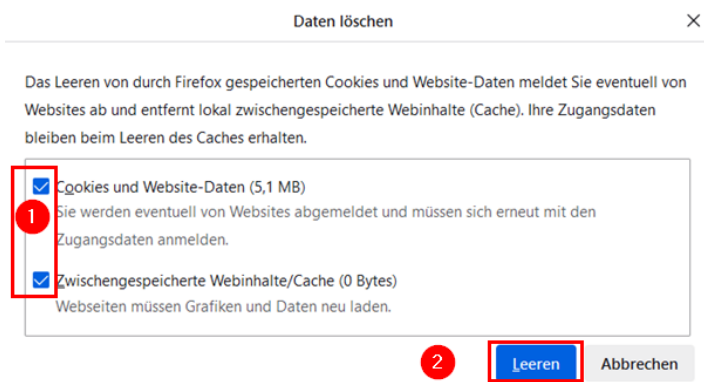 Daten löschen
Das Leeren von durch Firefox gespeicherten Cookies und Website-Daten meldet Sie eventuell von
Websites ab und entfernt lokal zwischengespeicherte Webinhalte (Cache). Ihre Zugangsdaten
bleiben beim Leeren des Caches erhalten.
Cookies und Website-Daten (5,1 MB)
1 Sie werden eventuell von Websites abgemeldet und müssen sich erneut mit den
Zugangsdaten anmelden.
Zwischengespeicherte Webinhalte/Cache (0 Bytes)
Webseiten müssen Grafiken und Daten neu laden.
2 Leeren Abbrechen